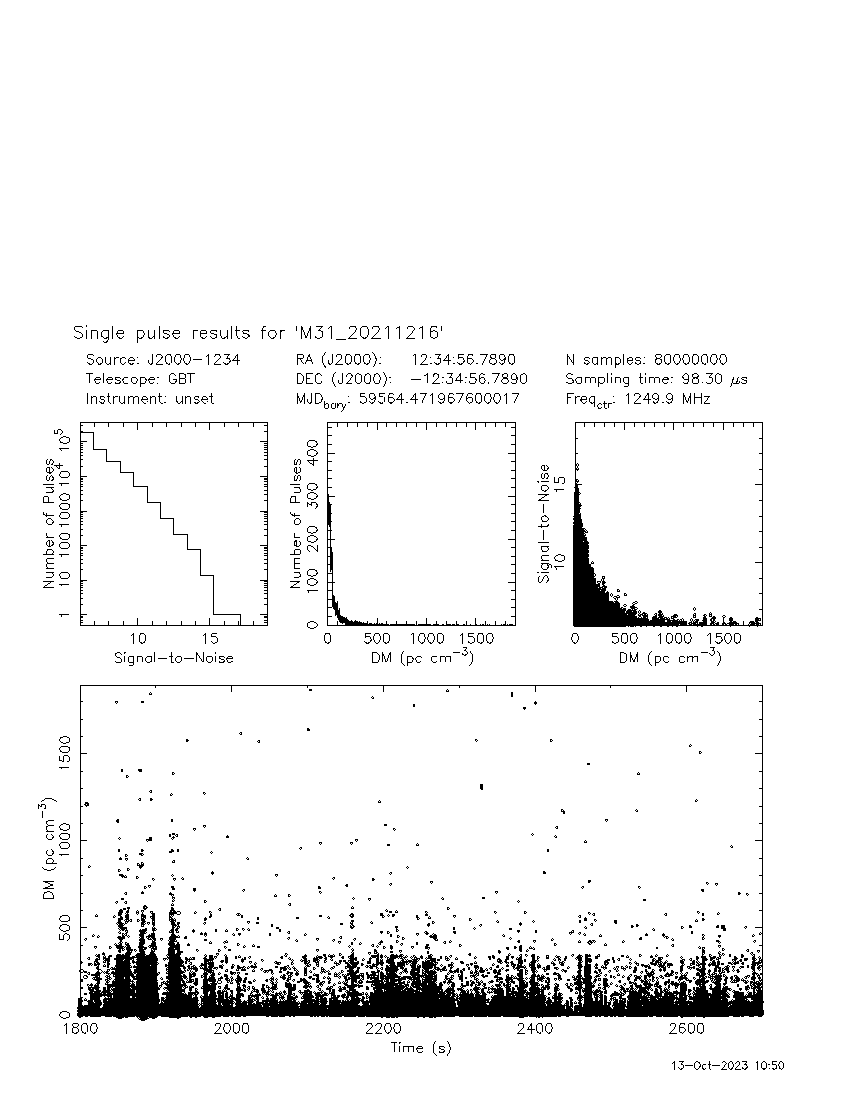 Single pulse results for 'M31_20211216'
Source: J2000−1234 RA (J2000): 12:34:56.7890 N samples: 80000000
Telescope: GBT DEC (J2000): −12:34:56.7890 Sampling time: 98.30 μs
Instrument: unset MJDbary: 59564.471967600017 Freqctr: 1249.9 MHz
Number of Pulses
1 10 100 1000 10^4 10^5
10 15
Signal−to−Noise
Number of Pulses
0 100 200 300 400
0 500 1000 1500
DM (pc cm^−3)
Signal−to−Noise
10 15
0 500 1000 1500
DM (pc cm^−3)
DM (pc cm^−3)
0 500 1000 1500
1800 2000 2200 2400 2600
Time (s)
13−Oct−2023 10:50